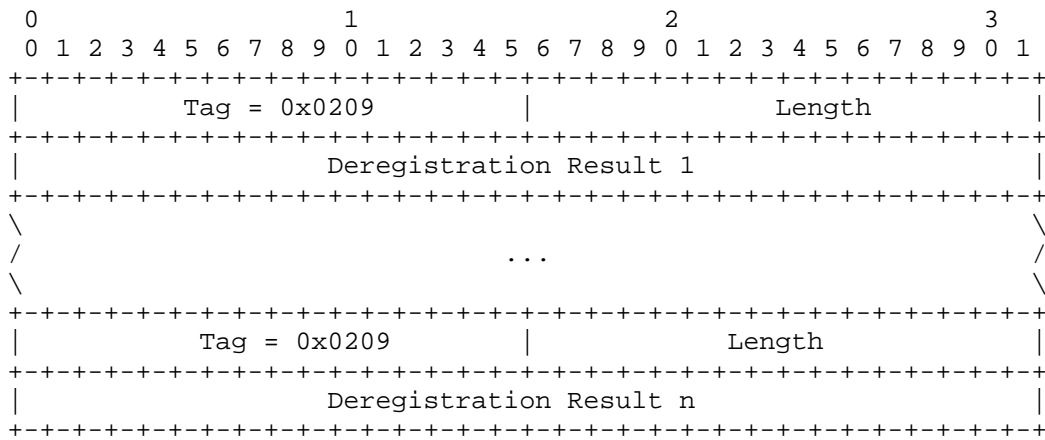 0                   1                   2                   3
 0 1 2 3 4 5 6 7 8 9 0 1 2 3 4 5 6 7 8 9 0 1 2 3 4 5 6 7 8 9 0 1
+-+-+-+-+-+-+-+-+-+-+-+-+-+-+-+-+-+-+-+-+-+-+-+-+-+-+-+-+-+-+-+-+
|          Tag = 0x0209         |               Length          |
+-+-+-+-+-+-+-+-+-+-+-+-+-+-+-+-+-+-+-+-+-+-+-+-+-+-+-+-+-+-+-+-+
|                   Deregistration Result 1                     |
+-+-+-+-+-+-+-+-+-+-+-+-+-+-+-+-+-+-+-+-+-+-+-+-+-+-+-+-+-+-+-+-+
\                                                               \
/                              ...                              /
\                                                               \
+-+-+-+-+-+-+-+-+-+-+-+-+-+-+-+-+-+-+-+-+-+-+-+-+-+-+-+-+-+-+-+-+
|           Tag = 0x0209        |            Length             |
+-+-+-+-+-+-+-+-+-+-+-+-+-+-+-+-+-+-+-+-+-+-+-+-+-+-+-+-+-+-+-+-+
|                   Deregistration Result n                     |
+-+-+-+-+-+-+-+-+-+-+-+-+-+-+-+-+-+-+-+-+-+-+-+-+-+-+-+-+-+-+-+-+